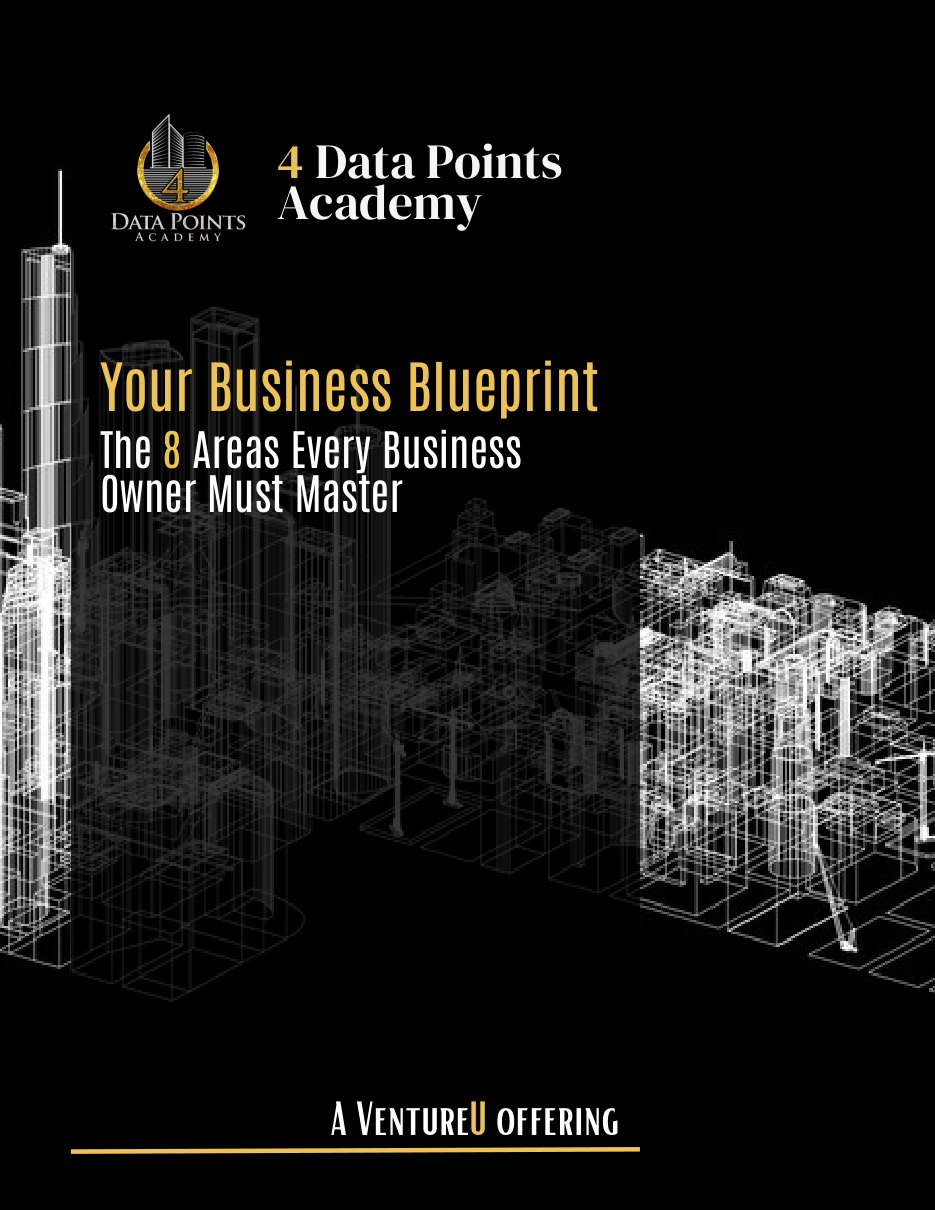 4
DATA POINTS
ACADEMY
4 Data Points
Academy
Your Business Blueprint
The 8 Areas Every Business
Owner Must Master
A VENTUREU OFFERING